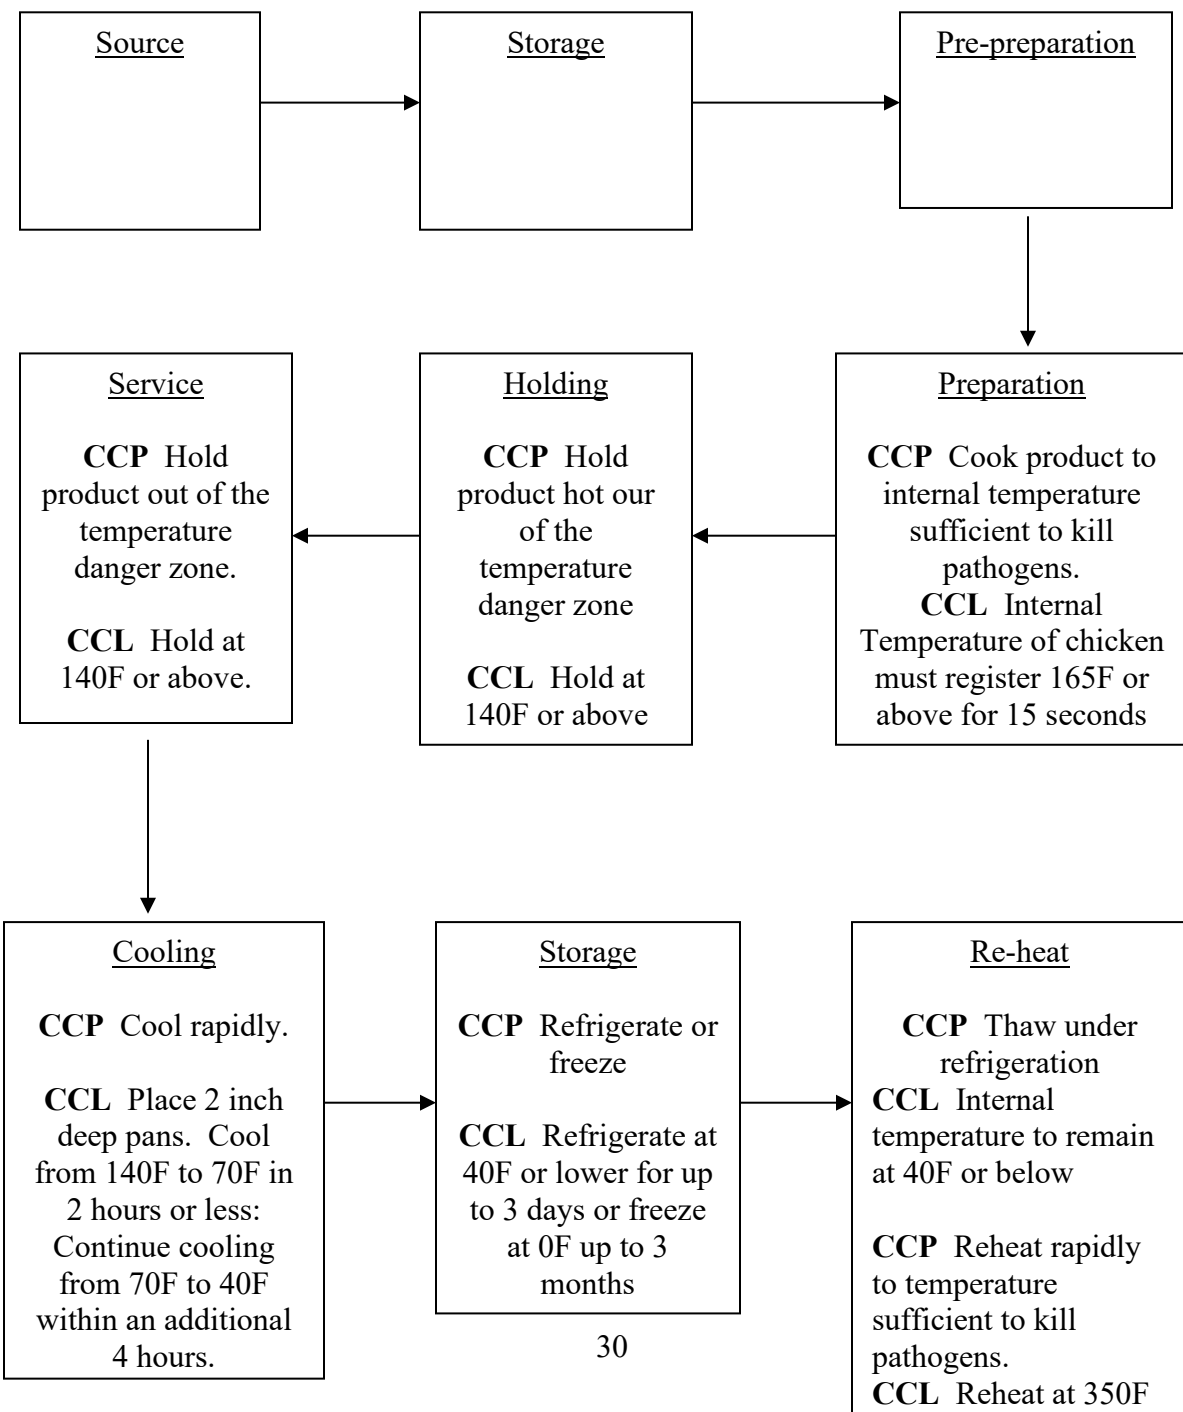 Source
Storage
Pre-preparation
Preparation
CCP Cook product to
internal temperature
sufficient to kill
pathogens.
CCL Internal
Temperature of chicken
must register 165F or
above for 15 seconds
Holding
CCP Hold
product hot our
of the
temperature
danger zone
CCL Hold at
140F or above
Service
CCP Hold
product out of the
temperature
danger zone.
CCL Hold at
140F or above.
Cooling
CCP Cool rapidly.
CCL Place 2 inch
deep pans. Cool
from 140F to 70F in
2 hours or less:
Continue cooling
from 70F to 40F
within an additional
4 hours.
Storage
CCP Refrigerate or
freeze
CCL Refrigerate at
40F or lower for up
to 3 days or freeze
at 0F up to 3
months
Re-heat
CCP Thaw under
refrigeration
CCL Internal
temperature to remain
at 40F or below
CCP Reheat rapidly
to temperature
sufficient to kill
pathogens.
CCL Reheat at 350F
30